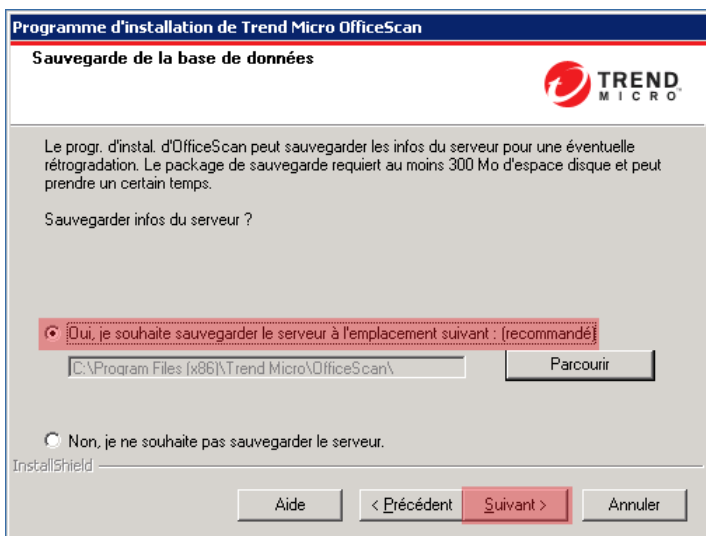 Programme d'installation de Trend Micro OfficeScan
Sauvegarde de la base de données
TREND
MICRO
Le progr. d'instal. d'OfficeScan peut sauvegarder les infos du serveur pour une éventuelle
rétrogradation. Le package de sauvegarde requiert au moins 300 Mo d'espace disque et peut
prendre un certain temps.
Sauvegarder infos du serveur ?
Oui, je souhaite sauvegarder le serveur à l'emplacement suivant : (recommandé)
C:\Program Files (x86)\Trend Micro\OfficeScan\
Parcourir
Non, je ne souhaite pas sauvegarder le serveur.
InstallShield
Aide
< Précédent
Suivant >
Annuler